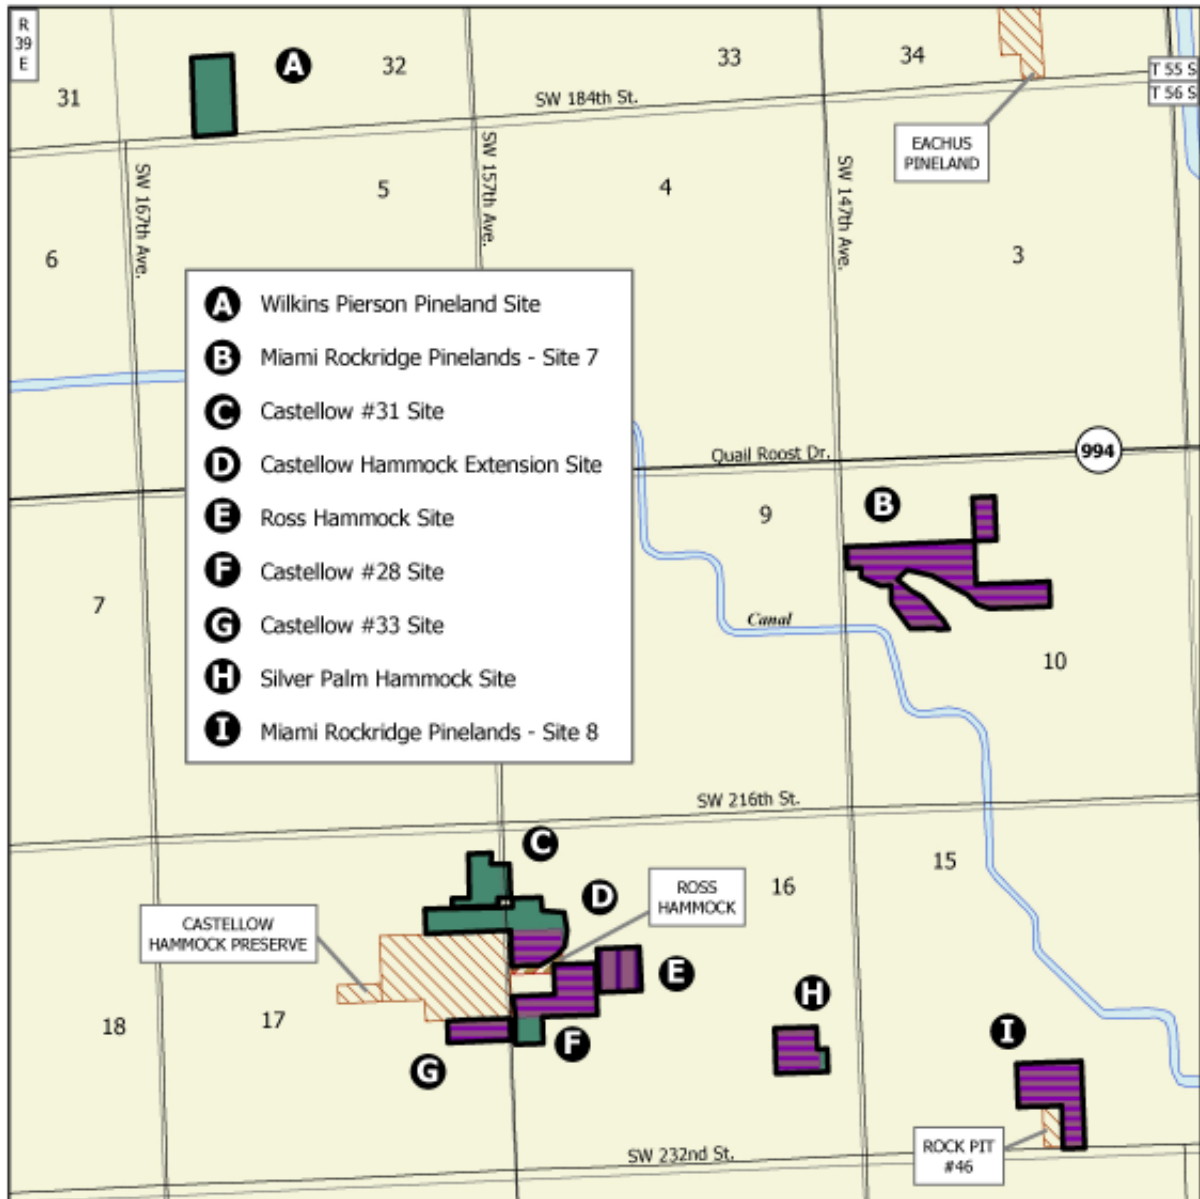 R
39
E
A
31
32
33
34
T 55 S
T 56 S
SW 184th St.
EACHUS
PINELAND
SW 167th Ave.
SW 157th Ave.
SW 147th Ave.
6
5
4
3
A Wilkins Pierson Pineland Site
B Miami Rockridge Pinelands - Site 7
C Castellow #31 Site
D Castellow Hammock Extension Site
E Ross Hammock Site
F Castellow #28 Site
G Castellow #33 Site
H Silver Palm Hammock Site
I Miami Rockridge Pinelands - Site 8
Quail Roost Dr.
994
B
9
7
Canal
10
SW 216th St.
C
15
16
D
ROSS
HAMMOCK
CASTELLOW
HAMMOCK PRESERVE
E
H
18
17
I
F
G
SW 232nd St.
ROCK PIT
#46